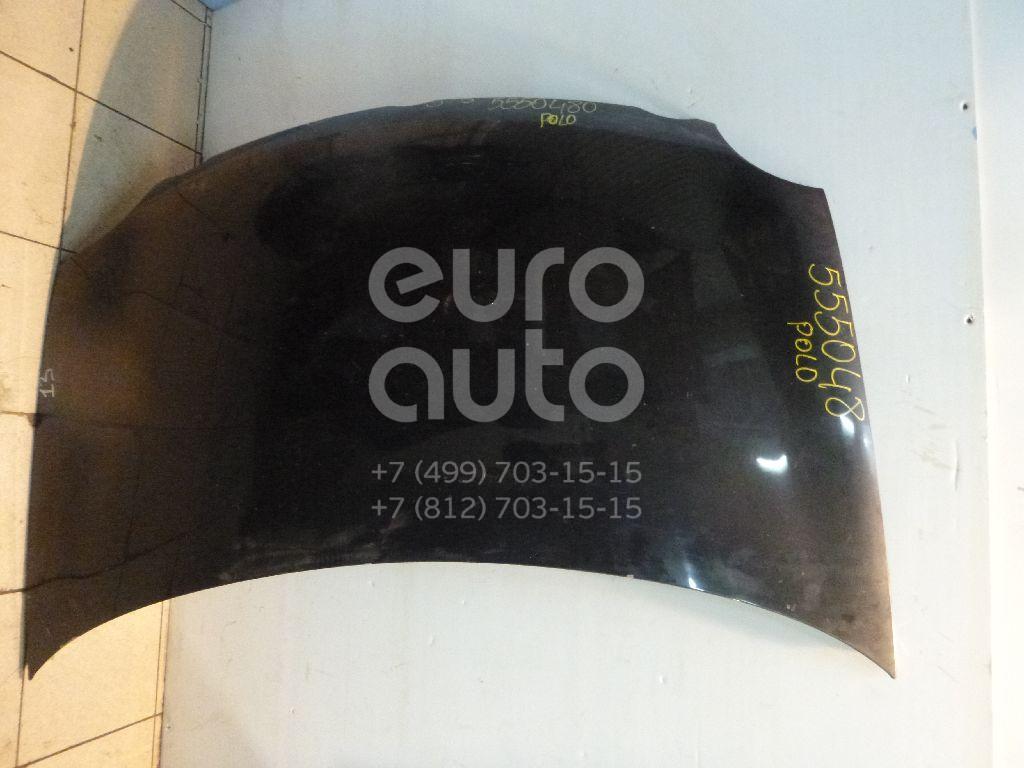 5550480
POLO
555048
POLO
15
euro
auto
+7 (499) 703-15-15
+7 (812) 703-15-15